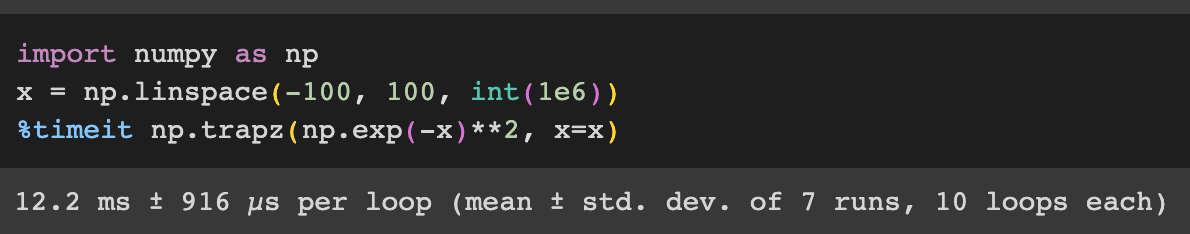 import numpy as np
x = np.linspace(-100, 100, int(1e6))
%timeit np.trapz(np.exp(-x)**2, x=x)
12.2 ms ± 916 µs per loop (mean ± std. dev. of 7 runs, 10 loops each)